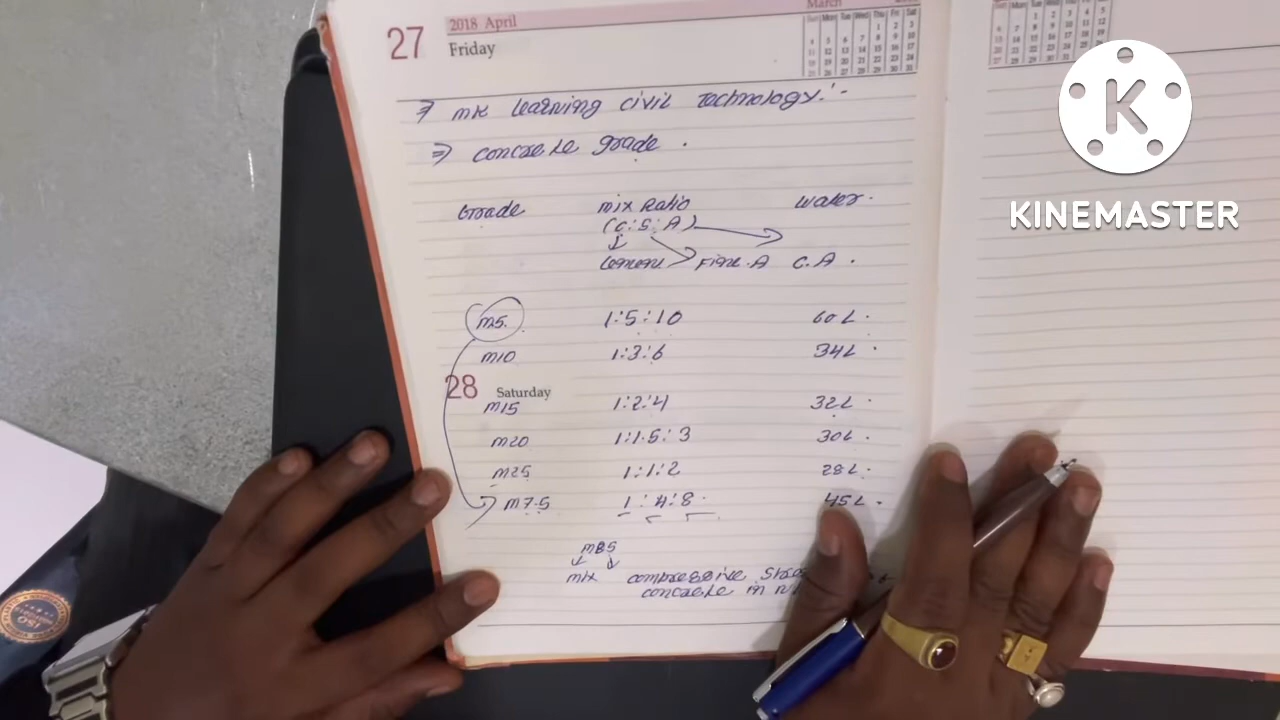 27 2018 April
Friday
March
KINEMASTER
⇒ MK Learning civil Technology:-
⇒ concrete grade.
Grade mix Ratio water.
(C:S:A)
cement Fine.A C.A.
M5. 1:5:10 60L.
M10 1:3:6 34L.
28 Saturday
M15 1:2:4 32L.
M20 1:1.5:3 30L.
M25 1:1:2 28L.
M7.5 1:4:8. 45L.
mix compressive
concrete in N
ISO